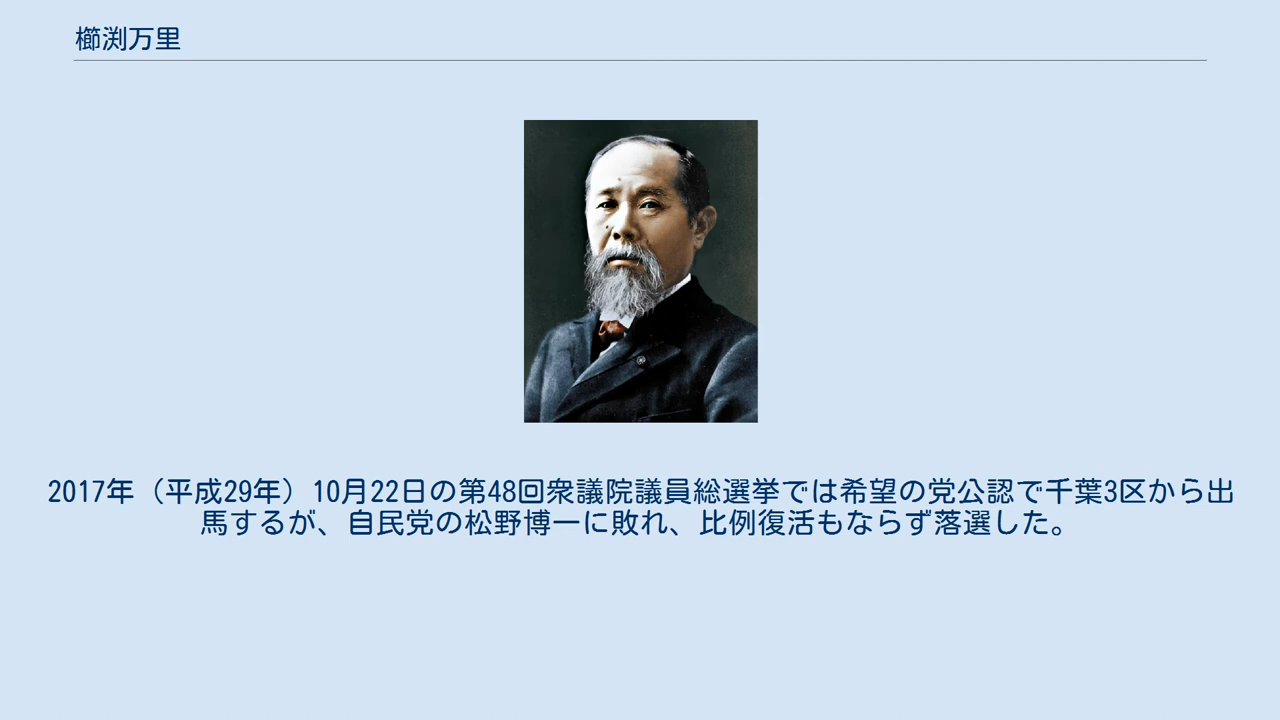 櫛渕万里
2017年（平成29年）10月22日の第48回衆議院議員総選挙では希望の党公認で千葉3区から出
馬するが、自民党の松野博一に敗れ、比例復活もならず落選した。